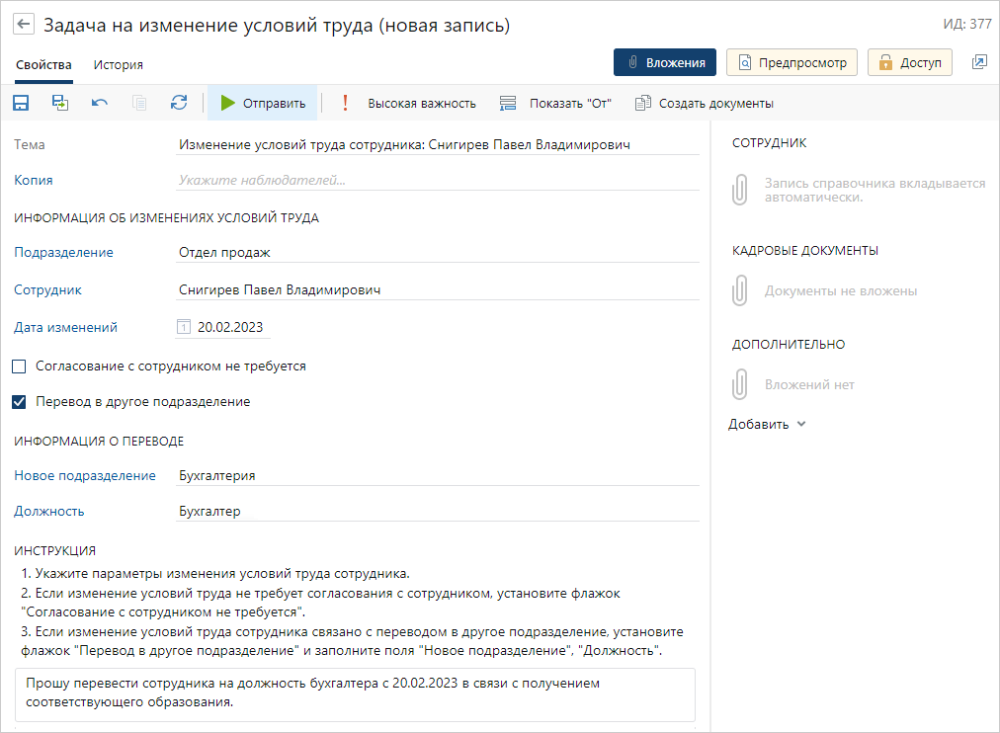 Задача на изменение условий труда (новая запись)
ИД: 377
Свойства
История
Вложения
Предпросмотр
Доступ
Отправить
Высокая важность
Показать "От"
Создать документы
Тема
Изменение условий труда сотрудника: Снигирев Павел Владимирович
Копия
Укажите наблюдателей...
ИНФОРМАЦИЯ ОБ ИЗМЕНЕНИЯХ УСЛОВИЙ ТРУДА
Подразделение
Отдел продаж
Сотрудник
Снигирев Павел Владимирович
Дата изменений
1
20.02.2023
Согласование с сотрудником не требуется
Перевод в другое подразделение
ИНФОРМАЦИЯ О ПЕРЕВОДЕ
Новое подразделение
Бухгалтерия
Должность
Бухгалтер
ИНСТРУКЦИЯ
1. Укажите параметры изменения условий труда сотрудника.
2. Если изменение условий труда не требует согласования с сотрудником, установите флажок
"Согласование с сотрудником не требуется".
3. Если изменение условий труда сотрудника связано с переводом в другое подразделение, установите
флажок "Перевод в другое подразделение" и заполните поля "Новое подразделение", "Должность".
Прошу перевести сотрудника на должность бухгалтера с 20.02.2023 в связи с получением
соответствующего образования.
СОТРУДНИК
Запись справочника вкладывается
автоматически.
КАДРОВЫЕ ДОКУМЕНТЫ
Документы не вложены
ДОПОЛНИТЕЛЬНО
Вложений нет
Добавить